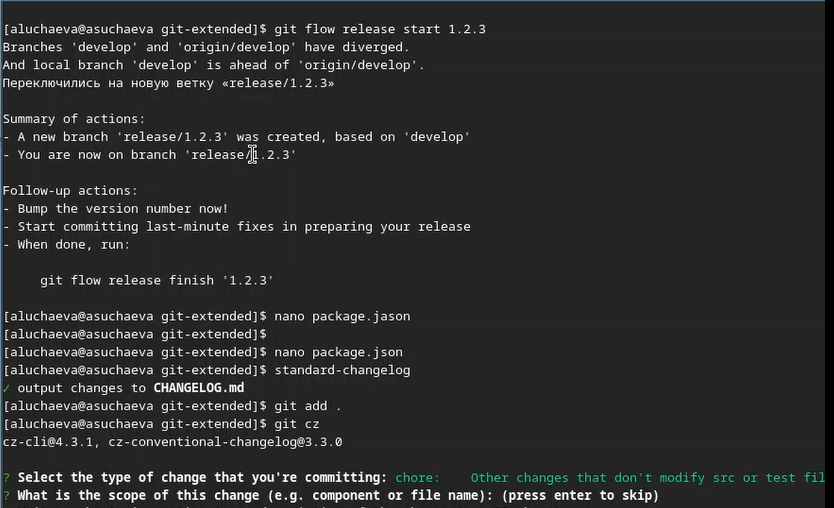 [aluchaeva@asuchaeva git-extended]$ git flow release start 1.2.3
Branches 'develop' and 'origin/develop' have diverged.
And local branch 'develop' is ahead of 'origin/develop'.
Переключились на новую ветку «release/1.2.3»
Summary of actions:
- A new branch 'release/1.2.3' was created, based on 'develop'
- You are now on branch 'release/1.2.3'
Follow-up actions:
- Bump the version number now!
- Start committing last-minute fixes in preparing your release
- When done, run:
git flow release finish '1.2.3'
[aluchaeva@asuchaeva git-extended]$ nano package.jason
[aluchaeva@asuchaeva git-extended]$
[aluchaeva@asuchaeva git-extended]$ nano package.json
[aluchaeva@asuchaeva git-extended]$ standard-changelog
✓ output changes to CHANGELOG.md
[aluchaeva@asuchaeva git-extended]$ git add .
[aluchaeva@asuchaeva git-extended]$ git cz
cz-cli@4.3.1, cz-conventional-changelog@3.3.0
? Select the type of change that you're committing: chore: Other changes that don't modify src or test fil
? What is the scope of this change (e.g. component or file name): (press enter to skip)